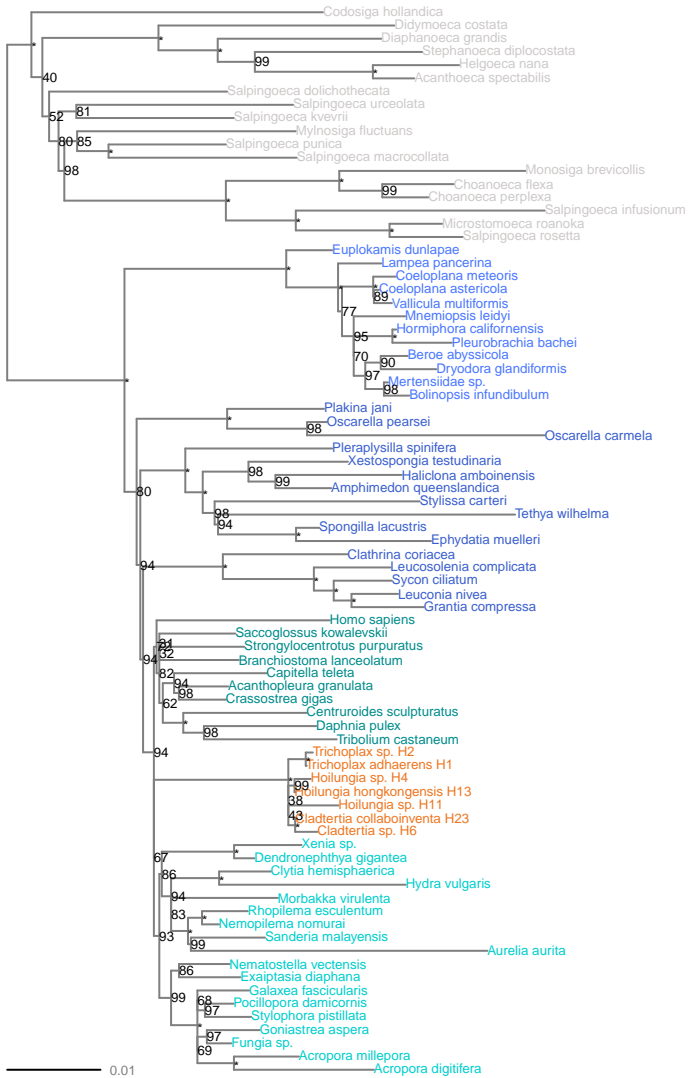 Codosiga hollandica
Didymoeca costata
*
Diaphanoeca grandis
*
*
Stephanoeca diplocostata
99
Helgoeca nana
*
40
Acanthoeca spectabilis
Salpingoeca dolichothecata
Salpingoeca urceolata
81
52
Salpingoeca kvevrii
Mylnosiga fluctuans
80
85
Salpingoeca punica
*
Salpingoeca macrocollata
98
Monosiga brevicollis
*
Choanoeca flexa
99
Choanoeca perplexa
*
Salpingoeca infusionum
*
Microstomoeca roanoka
*
Salpingoeca rosetta
Euplokamis dunlapae
*
Lampea pancerina
Coeloplana meteoris
Coeloplana astericola
*
89
Vallicula multiformis
77
Mnemiopsis leidyi
Hormiphora californensis
*
95
Pleurobrachia bachei
70
Beroe abyssicola
90
Dryodora glandiformis
97
*
Mertensiidae sp.
98
Bolinopsis infundibulum
Plakina jani
*
Oscarella pearsei
98
Oscarella carmela
Pleraplysilla spinifera
*
Xestospongia testudinaria
98
*
Haliclona amboinensis
99
Amphimedon queenslandica
80
Stylissa carteri
98
Tethya wilhelma
94
Spongilla lacustris
*
Ephydatia muelleri
Clathrina coriacea
*
94
Leucosolenia complicata
*
Sycon ciliatum
*
Leuconia nivea
*
Grantia compressa
Homo sapiens
Saccoglossus kowalevskii
31
Strongylocentrotus purpuratus
32
94
Branchiostoma lanceolatum
82
Capitella teleta
94
Acanthopleura granulata
98
Crassostrea gigas
62
Centruroides sculpturatus
*
Daphnia pulex
98
Tribolium castaneum
94
Trichoplax sp. H2
*
Trichoplax adhaerens H1
*
Hoilungia sp. H4
99
Hoilungia hongkongensis H13
38
Hoilungia sp. H11
43
Cladtertia collaboinventa H23
*
Cladtertia sp. H6
Xenia sp.
*
67
Dendronephthya gigantea
Clytia hemisphaerica
86
*
Hydra vulgaris
94
Morbakka virulenta
Rhopilema esculentum
83
*
Nemopilema nomurai
*
93
Sanderia malayensis
99
Aurelia aurita
Nematostella vectensis
86
Exaiptasia diaphana
99
Galaxea fascicularis
68
Pocillopora damicornis
97
Stylophora pistillata
*
Goniastrea aspera
97
Fungia sp.
69
Acropora millepora
*
Acropora digitifera
0.01